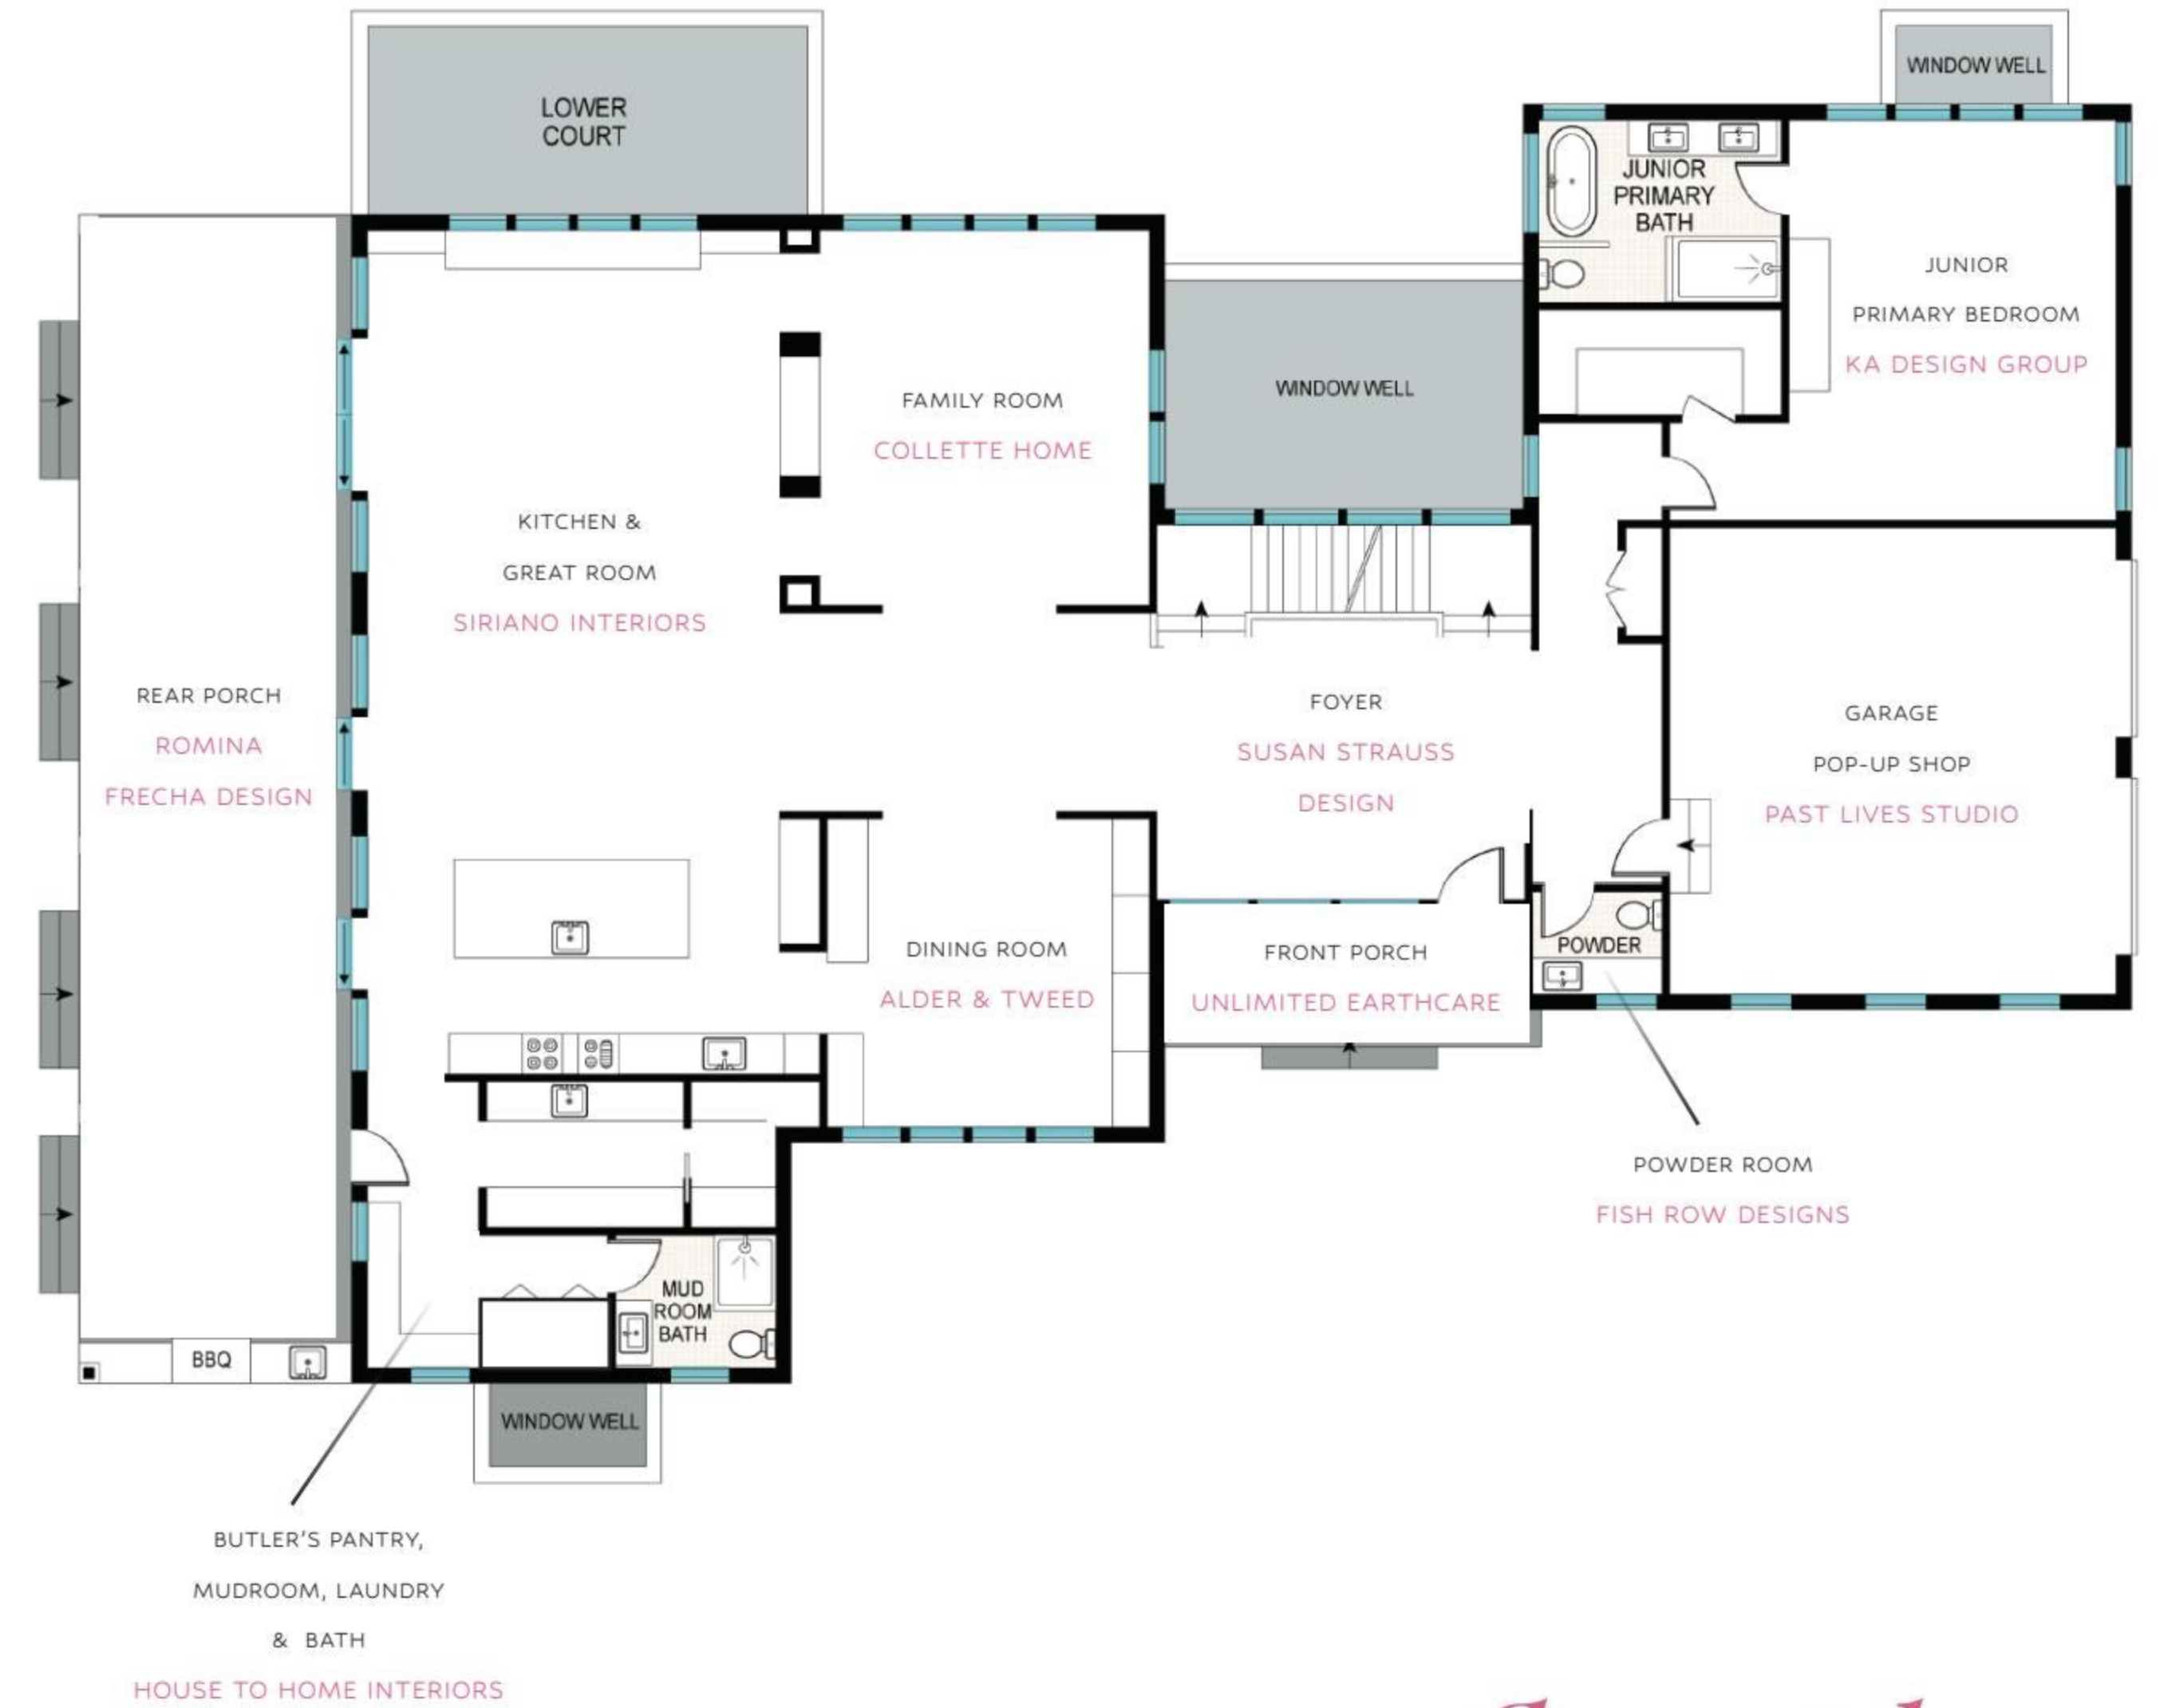 LOWER
COURT
WINDOW WELL
JUNIOR
PRIMARY
BATH
JUNIOR
PRIMARY BEDROOM
KA DESIGN GROUP
WINDOW WELL
FAMILY ROOM
COLLETTE HOME
KITCHEN &
GREAT ROOM
SIRIANO INTERIORS
REAR PORCH
ROMINA
FRECHA DESIGN
FOYER
SUSAN STRAUSS
DESIGN
GARAGE
POP-UP SHOP
PAST LIVES STUDIO
DINING ROOM
ALDER & TWEED
FRONT PORCH
UNLIMITED EARTHCARE
POWDER
POWDER ROOM
FISH ROW DESIGNS
MUD
ROOM
BATH
BBQ
WINDOW WELL
BUTLER'S PANTRY,
MUDROOM, LAUNDRY
& BATH
HOUSE TO HOME INTERIORS